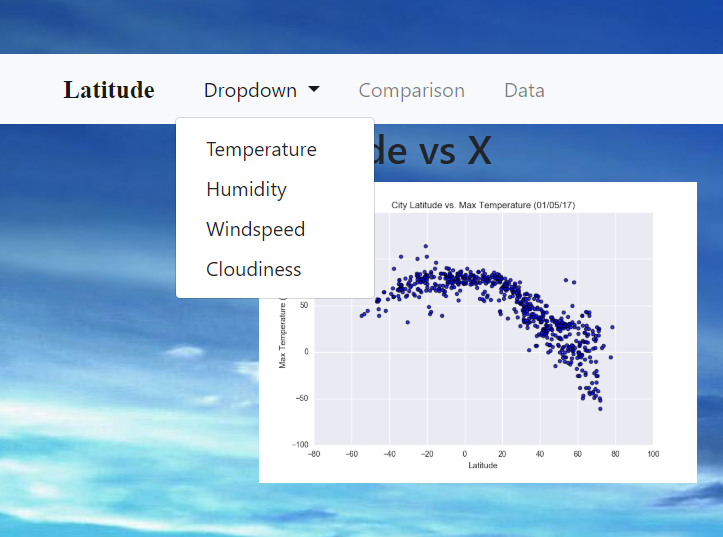 Latitude Dropdown Comparison Data
Temperature
Humidity
Windspeed
Cloudiness
de vs X
City Latitude vs. Max Temperature (01/05/17)
Max Temperature (
50
0
−50
−100
−80 −60 −40 −20 0 20 40 60 80 100
Latitude